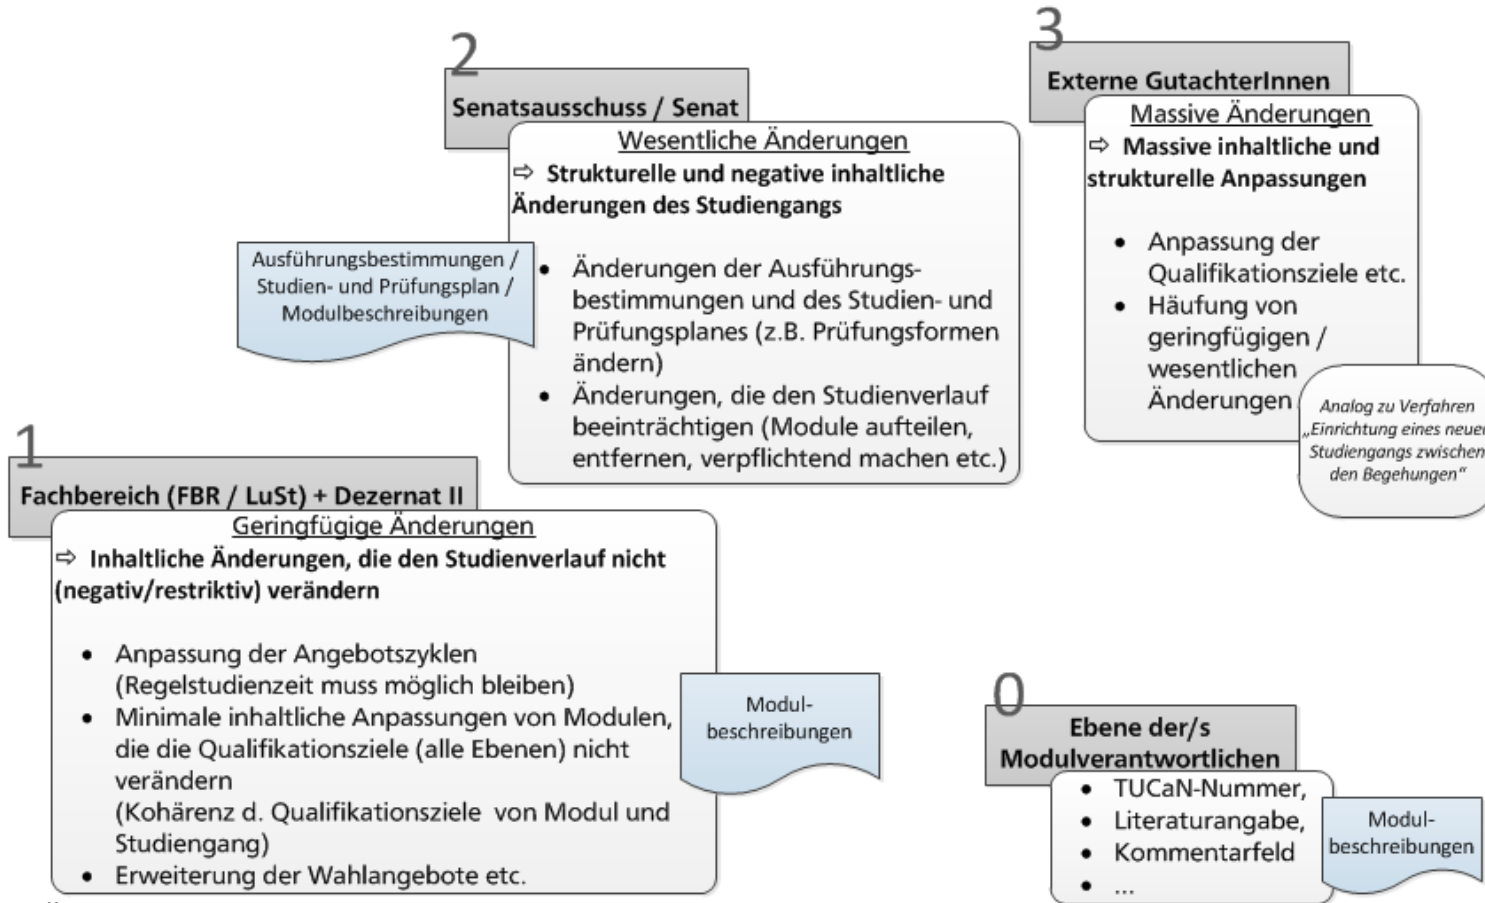 2
Senatsausschuss / Senat
Wesentliche Änderungen
⇨ Strukturelle und negative inhaltliche
Änderungen des Studiengangs
• Änderungen der Ausführungs-
bestimmungen und des Studien- und
Prüfungsplanes (z.B. Prüfungsformen
ändern)
• Änderungen, die den Studienverlauf
beeinträchtigen (Module aufteilen,
entfernen, verpflichtend machen etc.)
Ausführungsbestimmungen /
Studien- und Prüfungsplan /
Modulbeschreibungen
3
Externe GutachterInnen
Massive Änderungen
⇨ Massive inhaltliche und
strukturelle Anpassungen
• Anpassung der
Qualifikationsziele etc.
• Häufung von
geringfügigen /
wesentlichen
Änderungen
Analog zu Verfahren
„Einrichtung eines neue
Studiengangs zwischen
den Begehungen“
1
Fachbereich (FBR / LuSt) + Dezernat II
Geringfügige Änderungen
⇨ Inhaltliche Änderungen, die den Studienverlauf nicht
(negativ/restriktiv) verändern
• Anpassung der Angebotszyklen
(Regelstudienzeit muss möglich bleiben)
• Minimale inhaltliche Anpassungen von Modulen,
die die Qualifikationsziele (alle Ebenen) nicht
verändern
(Kohärenz d. Qualifikationsziele von Modul und
Studiengang)
• Erweiterung der Wahlangebote etc.
Modul-
beschreibungen
0
Ebene der/s
Modulverantwortlichen
• TUCaN-Nummer,
• Literaturangabe,
• Kommentarfeld
• ...
Modul-
beschreibungen